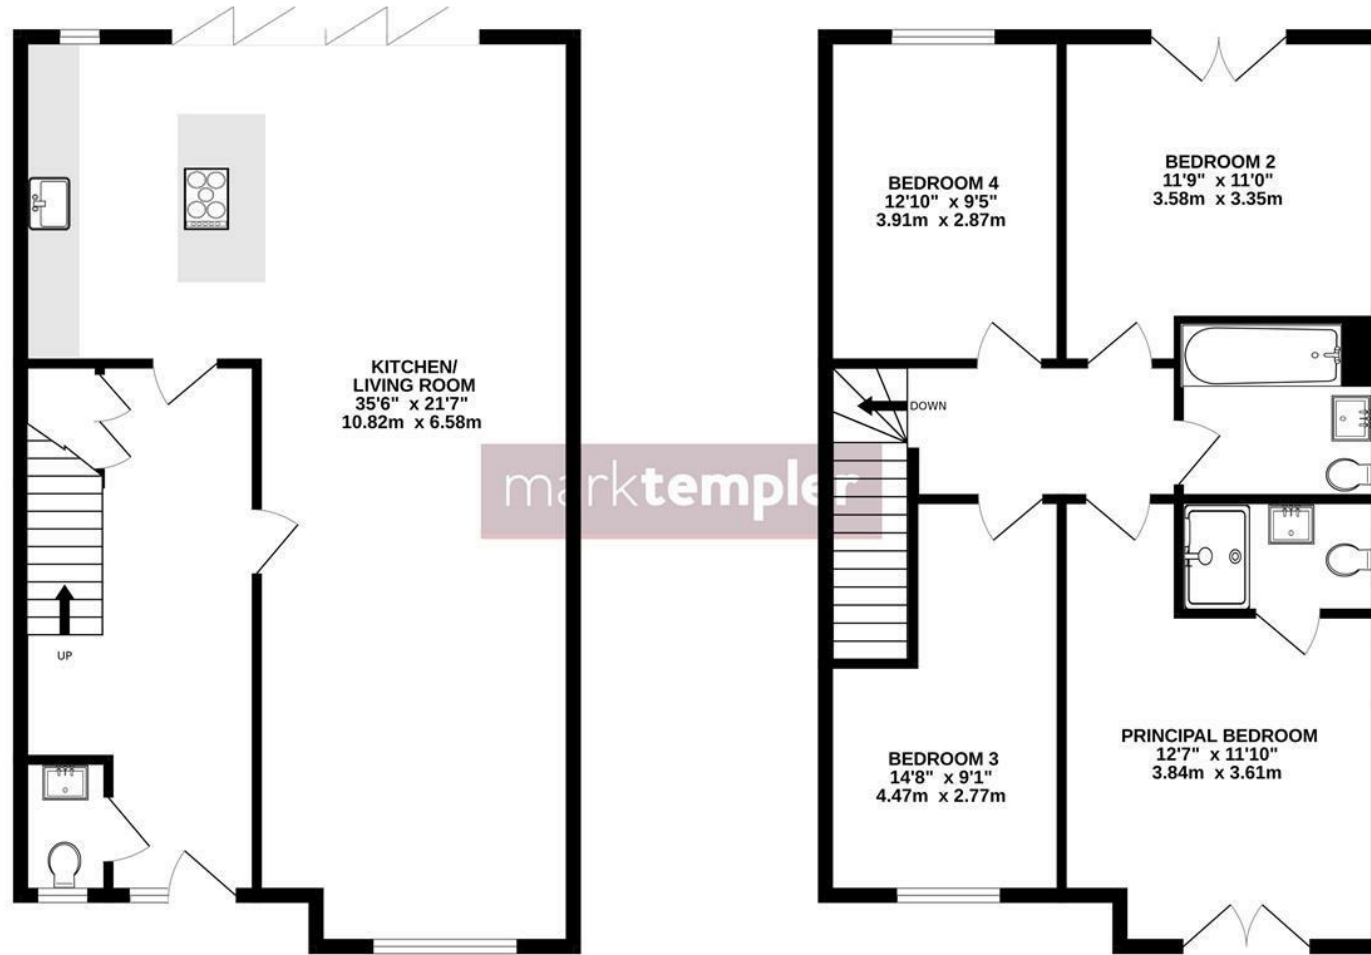 KITCHEN/
LIVING ROOM
35'6" x 21'7"
10.82m x 6.58m
UP
BEDROOM 4
12'10" x 9'5"
3.91m x 2.87m
BEDROOM 2
11'9" x 11'0"
3.58m x 3.35m
DOWN
marktempler
BEDROOM 3
14'8" x 9'1"
4.47m x 2.77m
PRINCIPAL BEDROOM
12'7" x 11'10"
3.84m x 3.61m